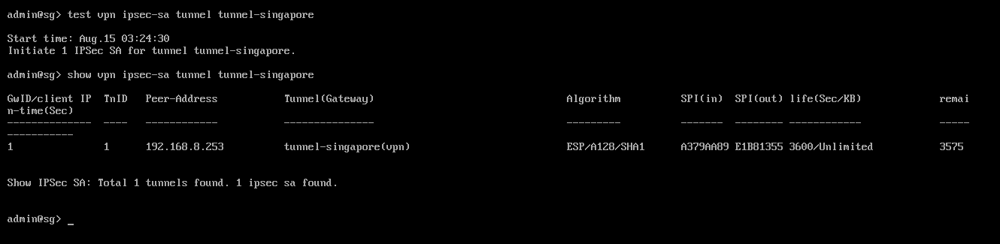 admin@sg> test vpn ipsec-sa tunnel tunnel-singapore
Start time: Aug.15 03:24:30
Initiate 1 IPSec SA for tunnel tunnel-singapore.
admin@sg> show vpn ipsec-sa tunnel tunnel-singapore
GwID/client IP  TnID   Peer-Address           Tunnel(Gateway)                                Algorithm          SPI(in)  SPI(out) life(Sec/KB)             remai
n-time(Sec)
--------------  ----   ------------           ---------------                                ---------          -------  -------- ------------             -----
-----------
1               1      192.168.8.253          tunnel-singapore(vpn)                          ESP/A128/SHA1      A379AA89 E1B81355 3600/Unlimited           3575
Show IPSec SA: Total 1 tunnels found. 1 ipsec sa found.
admin@sg> _